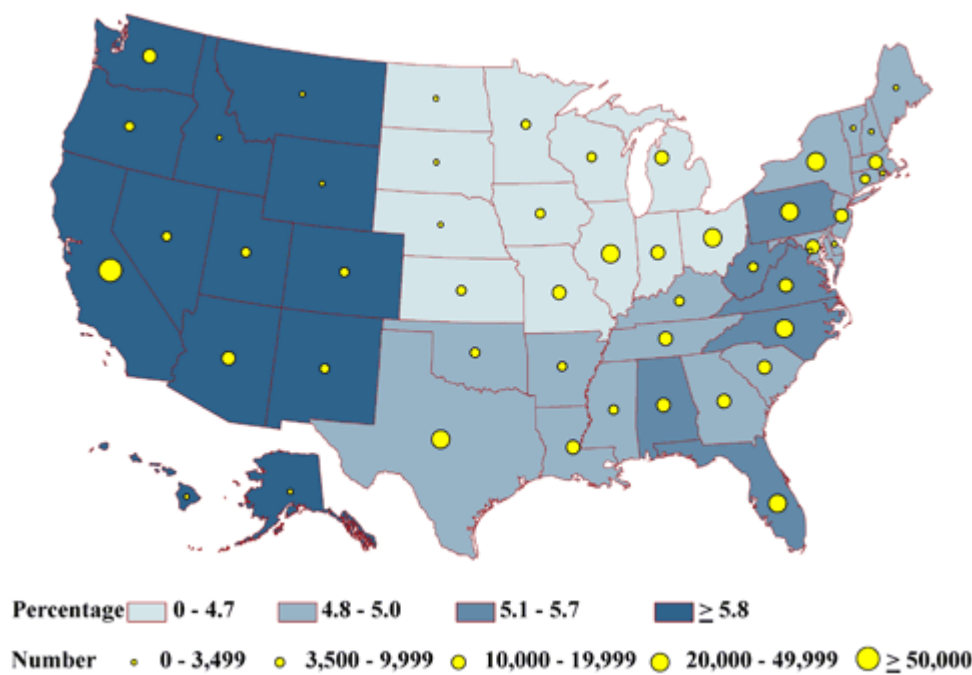 Percentage 0 - 4.7 4.8 - 5.0 5.1 - 5.7 ≥ 5.8
Number 0 - 3,499 3,500 - 9,999 10,000 - 19,999 20,000 - 49,999 ≥ 50,000